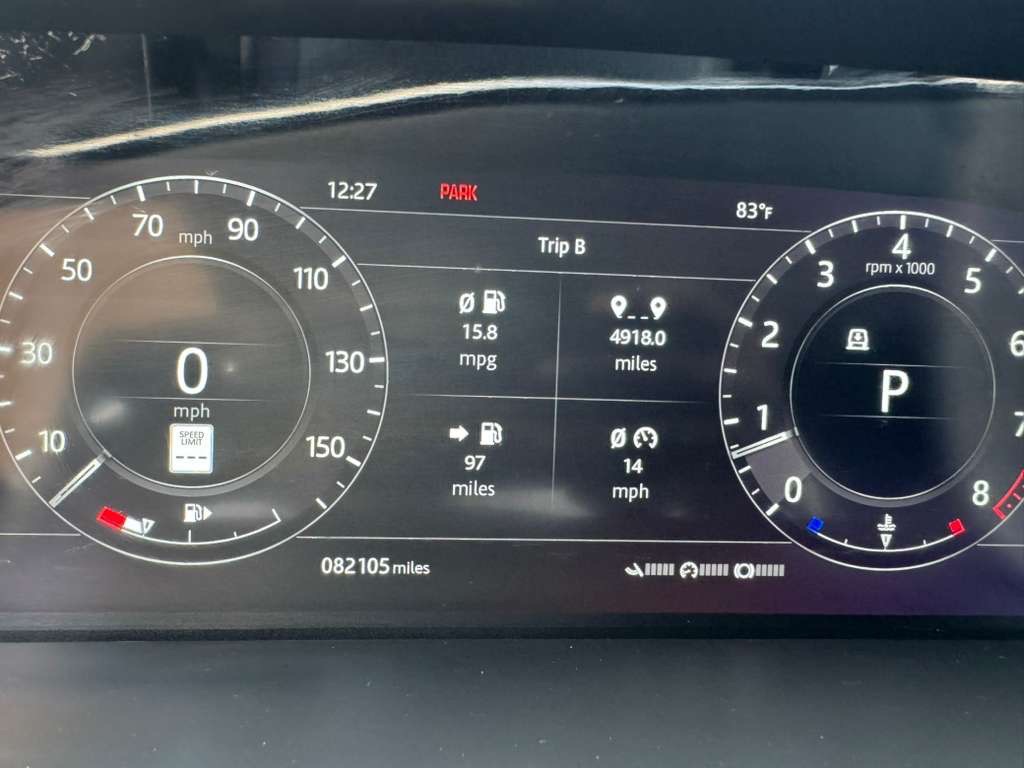 12:27 PARK
83°F
Trip B
10 30 50 70 mph 90 110 130 150
0
mph
SPEED
LIMIT
---
Ø 15.8
mpg
4918.0
miles
97
miles
Ø 14
mph
0 1 2 3 4 5 6 7 8
rpm x 1000
P
082105 miles